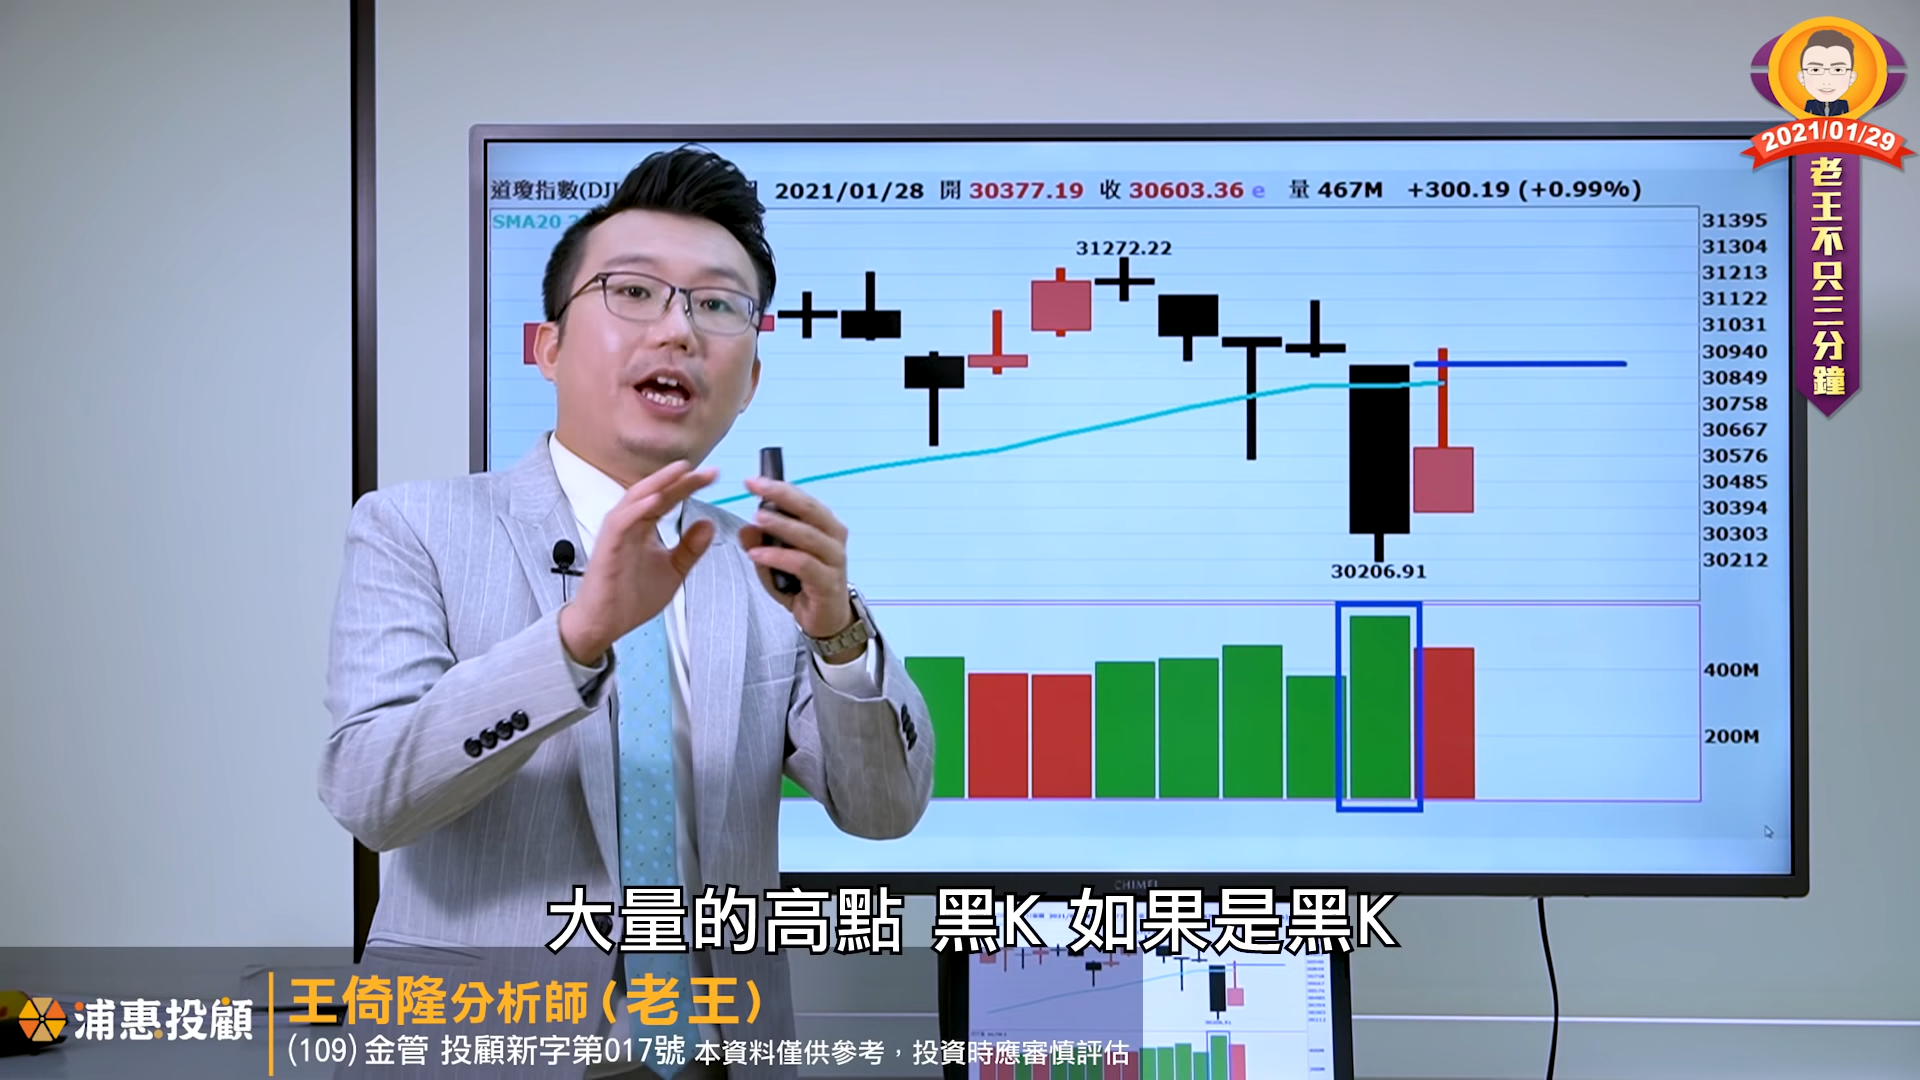 2021/01/29
老王不只三分鐘
道瓊指數(DJI
2021/01/28 開 30377.19 收 30603.36 e 量 467M +300.19 (+0.99%)
SMA20
31272.22
30206.91
31395
31304
31213
31122
31031
30940
30849
30758
30667
30576
30485
30394
30303
30212
400M
200M
CHIMEI
大量的高點 黑K 如果是黑K
浦惠投顧
王倚隆分析師(老王)
(109)金管 投顧新字第017號 本資料僅供參考，投資時應審慎評估